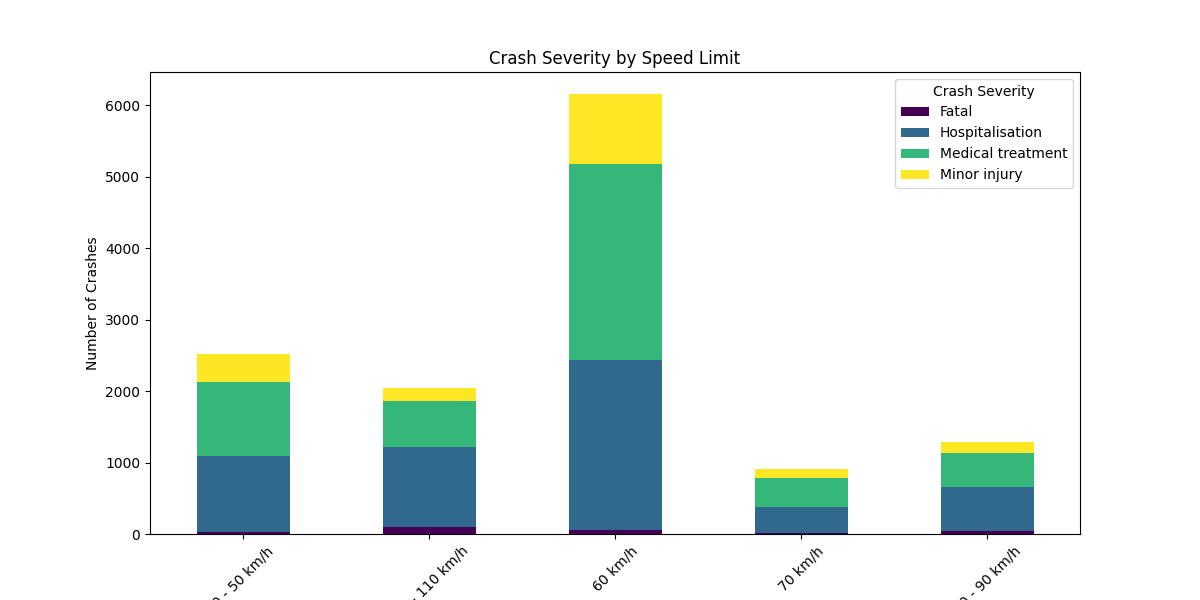 Crash Severity by Speed Limit
Crash Severity
Fatal
Hospitalisation
Medical treatment
Minor injury
Number of Crashes
6000
5000
4000
3000
2000
1000
0
- 50 km/h
110 km/h
60 km/h
70 km/h
- 90 km/h